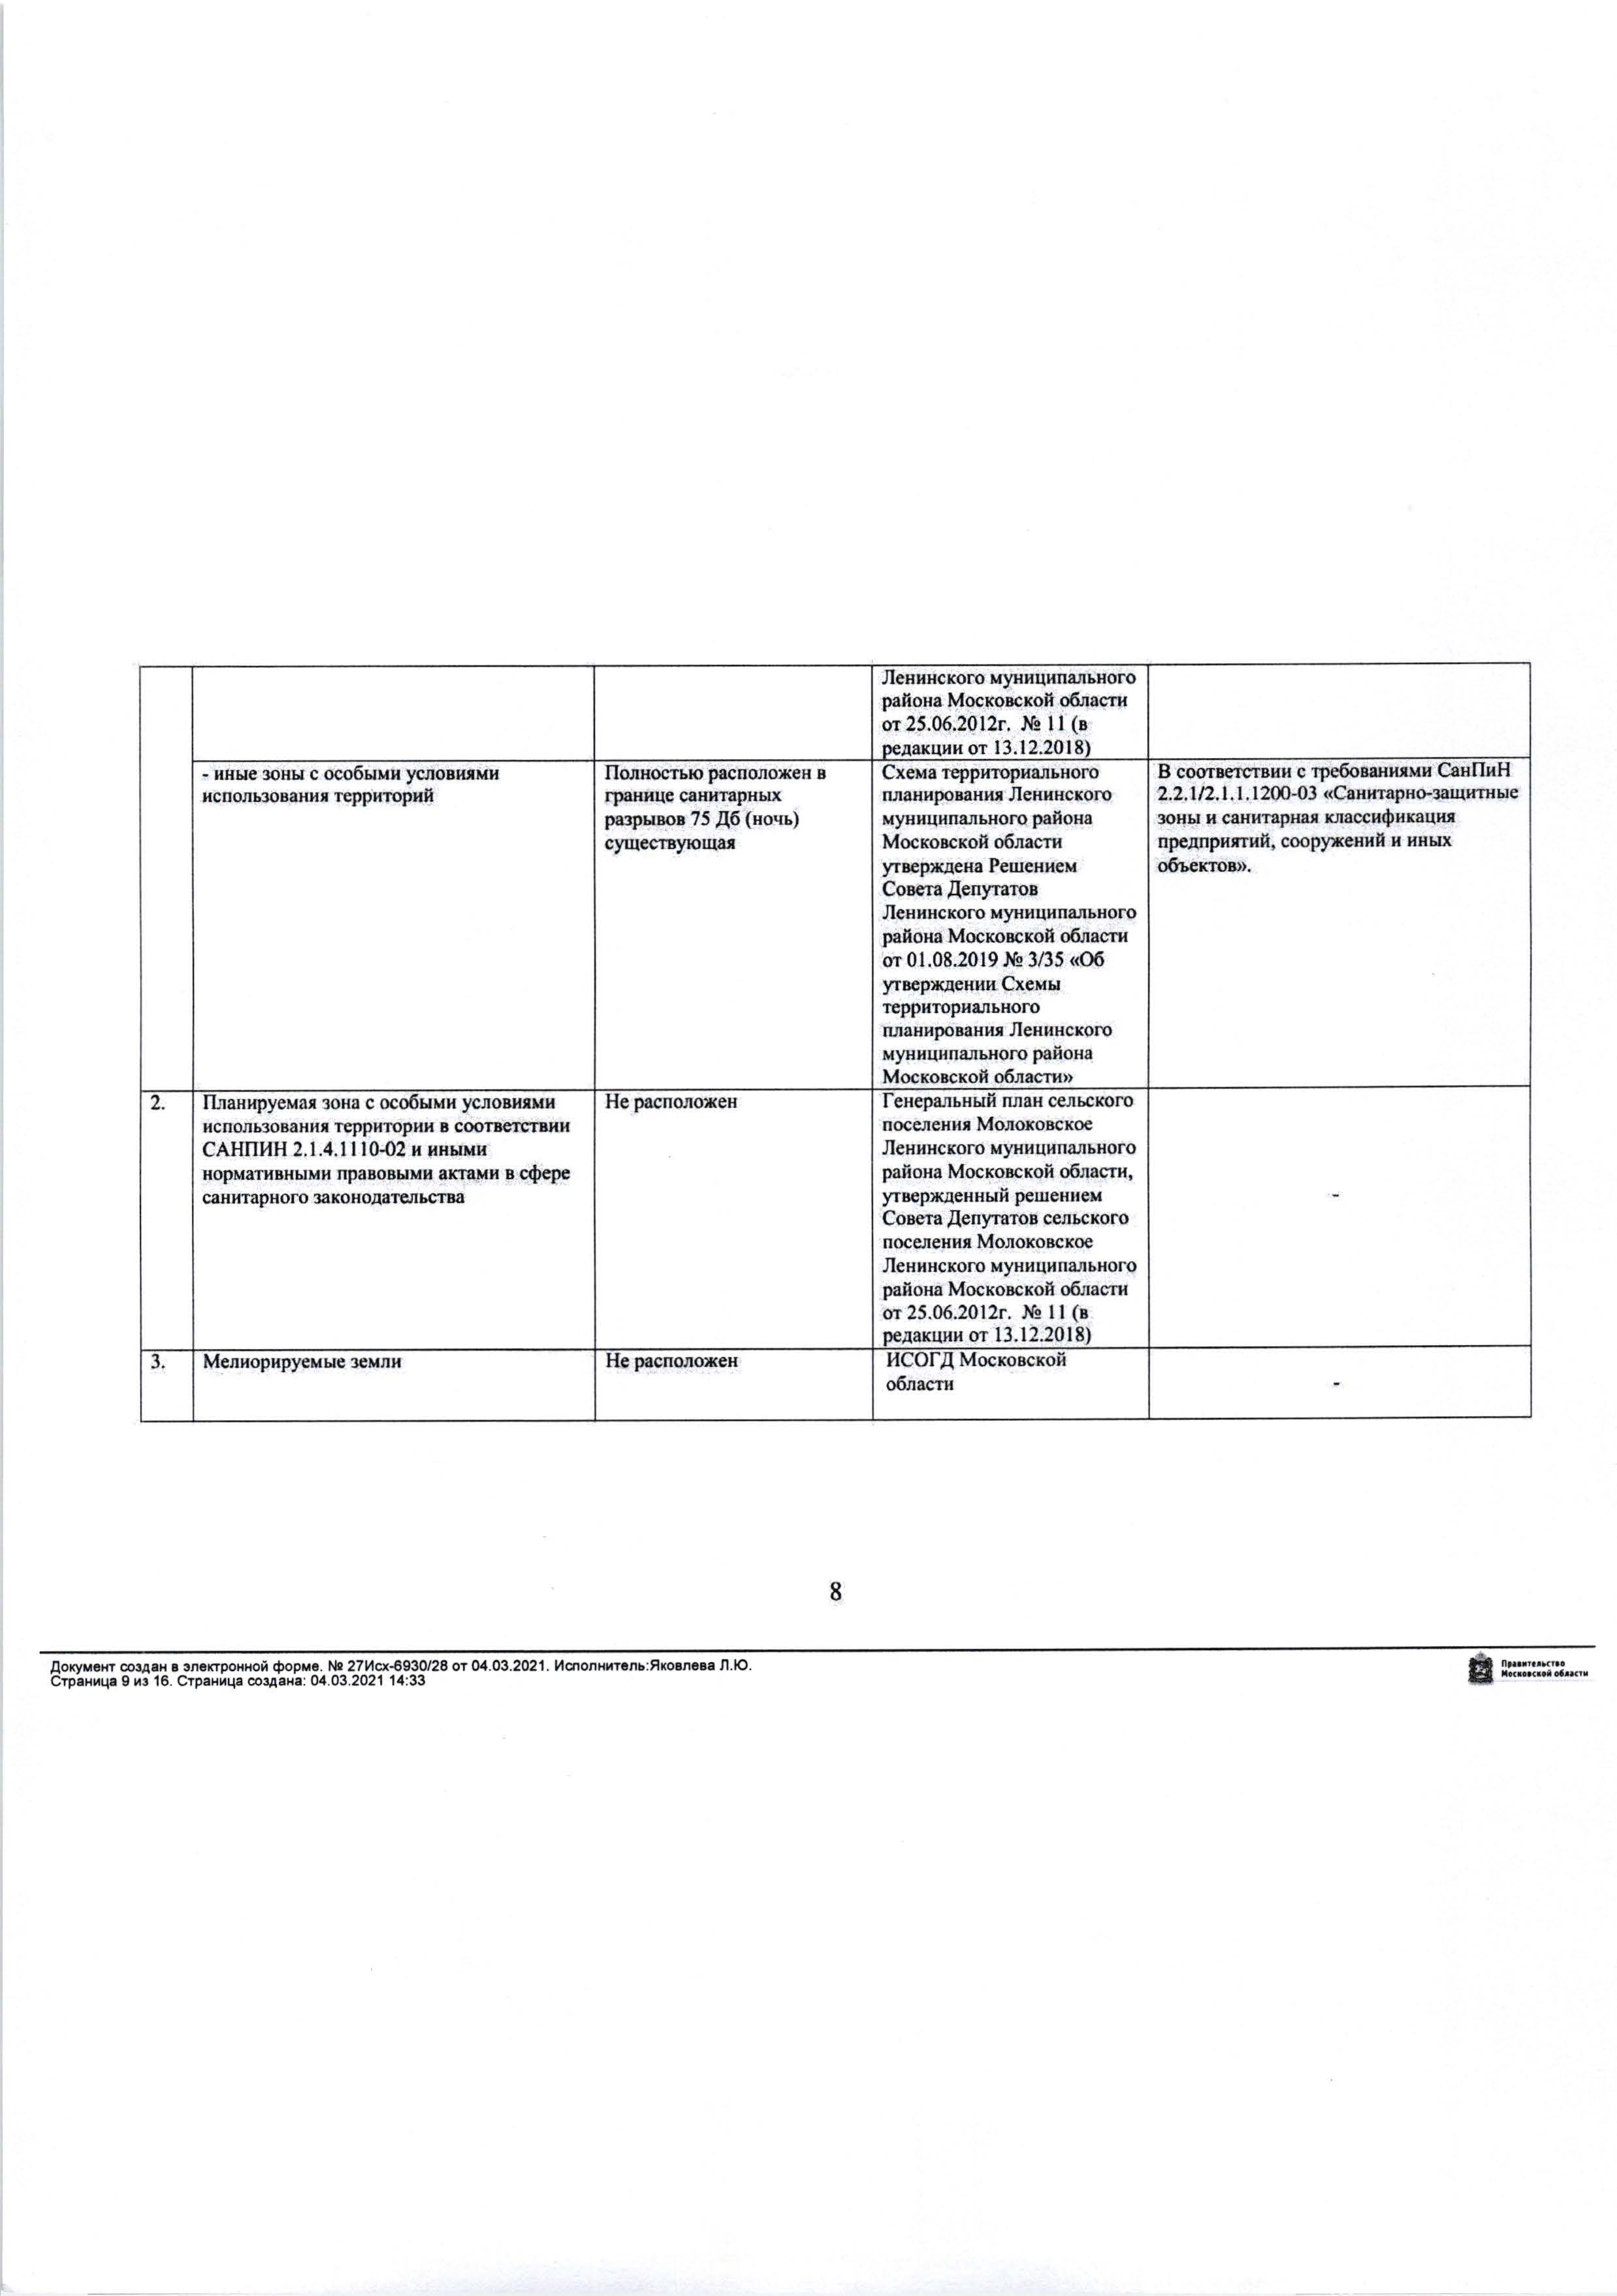 Ленинского муниципального
района Московской области
от 25.06.2012г. № 11 (в
редакции от 13.12.2018)
- иные зоны с особыми условиями
использования территорий
Полностью расположен в
границе санитарных
разрывов 75 Дб (ночь)
существующая
Схема территориального
планирования Ленинского
муниципального района
Московской области
утверждена Решением
Совета Депутатов
Ленинского муниципального
района Московской области
от 01.08.2019 № 3/35 «Об
утверждении Схемы
территориального
планирования Ленинского
муниципального района
Московской области»
В соответствии с требованиями СанПиН
2.2.1/2.1.1.1200-03 «Санитарно-защитные
зоны и санитарная классификация
предприятий, сооружений и иных
объектов».
2.
Планируемая зона с особыми условиями
использования территории в соответствии
САНПИН 2.1.4.1110-02 и иными
нормативными правовыми актами в сфере
санитарного законодательства
Не расположен
Генеральный план сельского
поселения Молоковское
Ленинского муниципального
района Московской области,
утвержденный решением
Совета Депутатов сельского
поселения Молоковское
Ленинского муниципального
района Московской области
от 25.06.2012г. № 11 (в
редакции от 13.12.2018)
-
3.
Мелиорируемые земли
Не расположен
ИСОГД Московской
области
-
8
Документ создан в электронной форме. № 27Исх-6930/28 от 04.03.2021. Исполнитель:Яковлева Л.Ю.
Страница 9 из 16. Страница создана: 04.03.2021 14:33
Правительство
Московской области